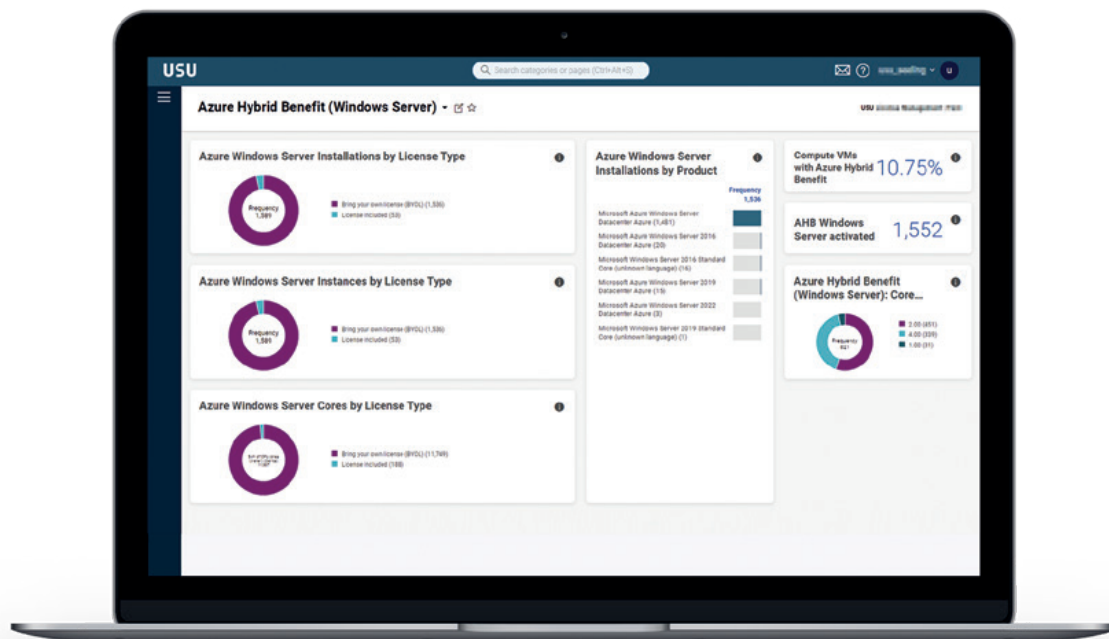 USU
Search categories or pages (Ctrl+Alt+S)
U
Azure Hybrid Benefit (Windows Server)
USU
Azure Windows Server Installations by License Type
Frequency
1,589
Bring your own license (BYOL) (1,536)
License included (53)
Azure Windows Server Instances by License Type
Frequency
1,589
Bring your own license (BYOL) (1,536)
License included (53)
Azure Windows Server Cores by License Type
Bring your own license (BYOL) (11,749)
License included (188)
Azure Windows Server
Installations by Product
Frequency
1,536
Microsoft Azure Windows Server
Datacenter Azure (1,481)
Microsoft Azure Windows Server 2016
Datacenter Azure (20)
Microsoft Windows Server 2016 Standard
Core (unknown language) (16)
Microsoft Azure Windows Server 2019
Datacenter Azure (15)
Microsoft Azure Windows Server 2022
Datacenter Azure (3)
Microsoft Windows Server 2019 Standard
Core (unknown language) (1)
Compute VMs
with Azure Hybrid
Benefit
10.75%
AHB Windows
Server activated
1,552
Azure Hybrid Benefit
(Windows Server): Core...
Frequency
821
2.00 (451)
4.00 (339)
1.00 (31)